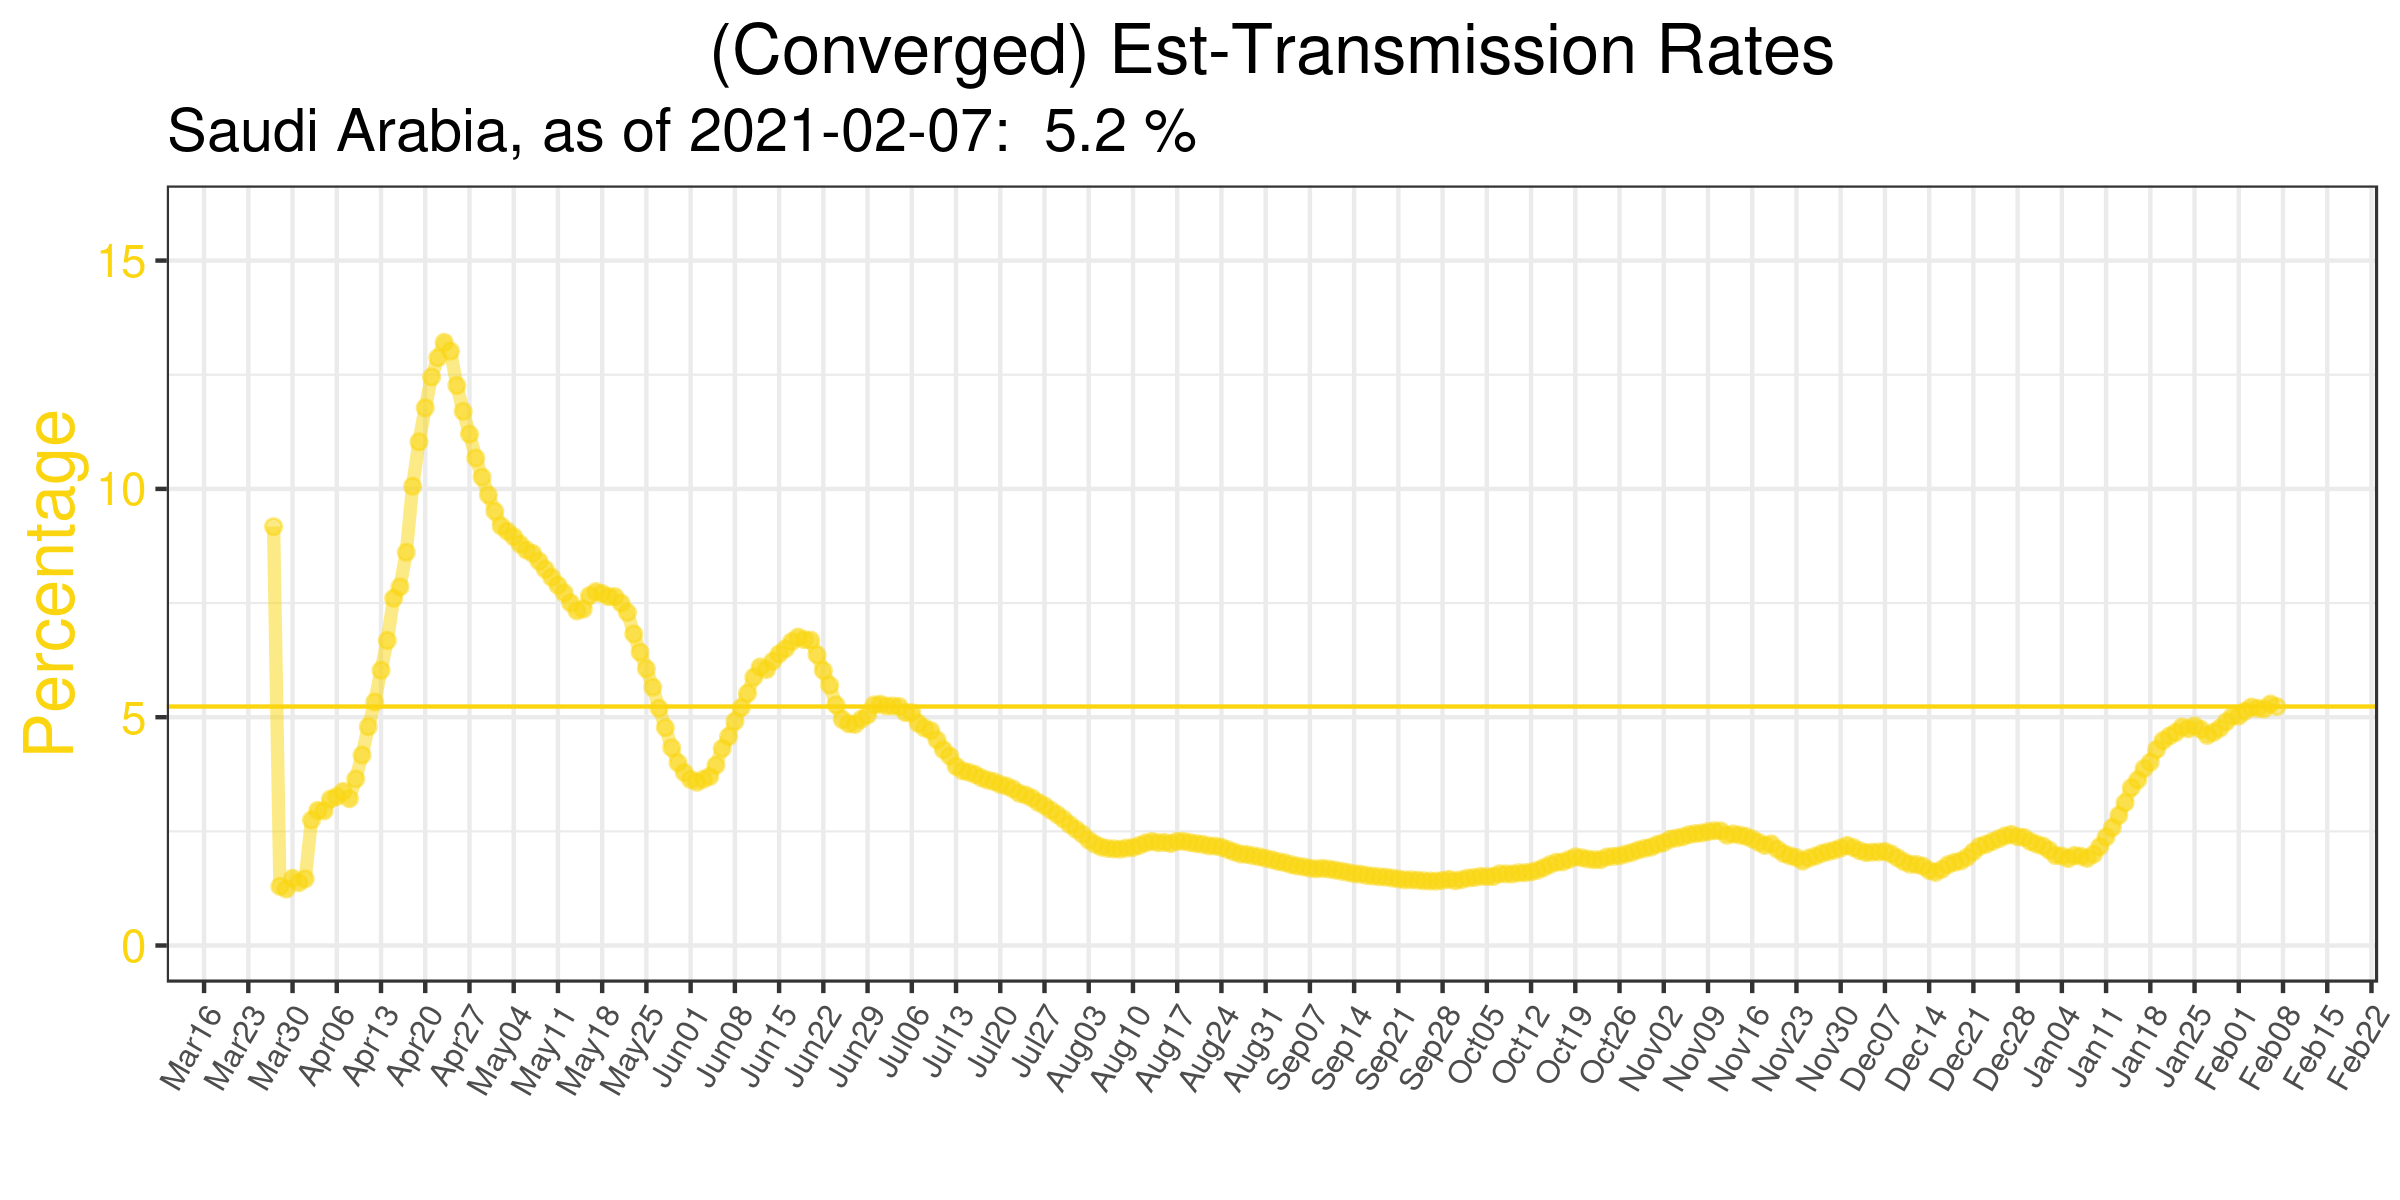 (Converged) Est-Transmission Rates
Saudi Arabia, as of 2021-02-07:  5.2 %
Percentage
15
10
5
0
Mar16
Mar23
Mar30
Apr06
Apr13
Apr20
Apr27
May04
May11
May18
May25
Jun01
Jun08
Jun15
Jun22
Jun29
Jul06
Jul13
Jul20
Jul27
Aug03
Aug10
Aug17
Aug24
Aug31
Sep07
Sep14
Sep21
Sep28
Oct05
Oct12
Oct19
Oct26
Nov02
Nov09
Nov16
Nov23
Nov30
Dec07
Dec14
Dec21
Dec28
Jan04
Jan11
Jan18
Jan25
Feb01
Feb08
Feb15
Feb22